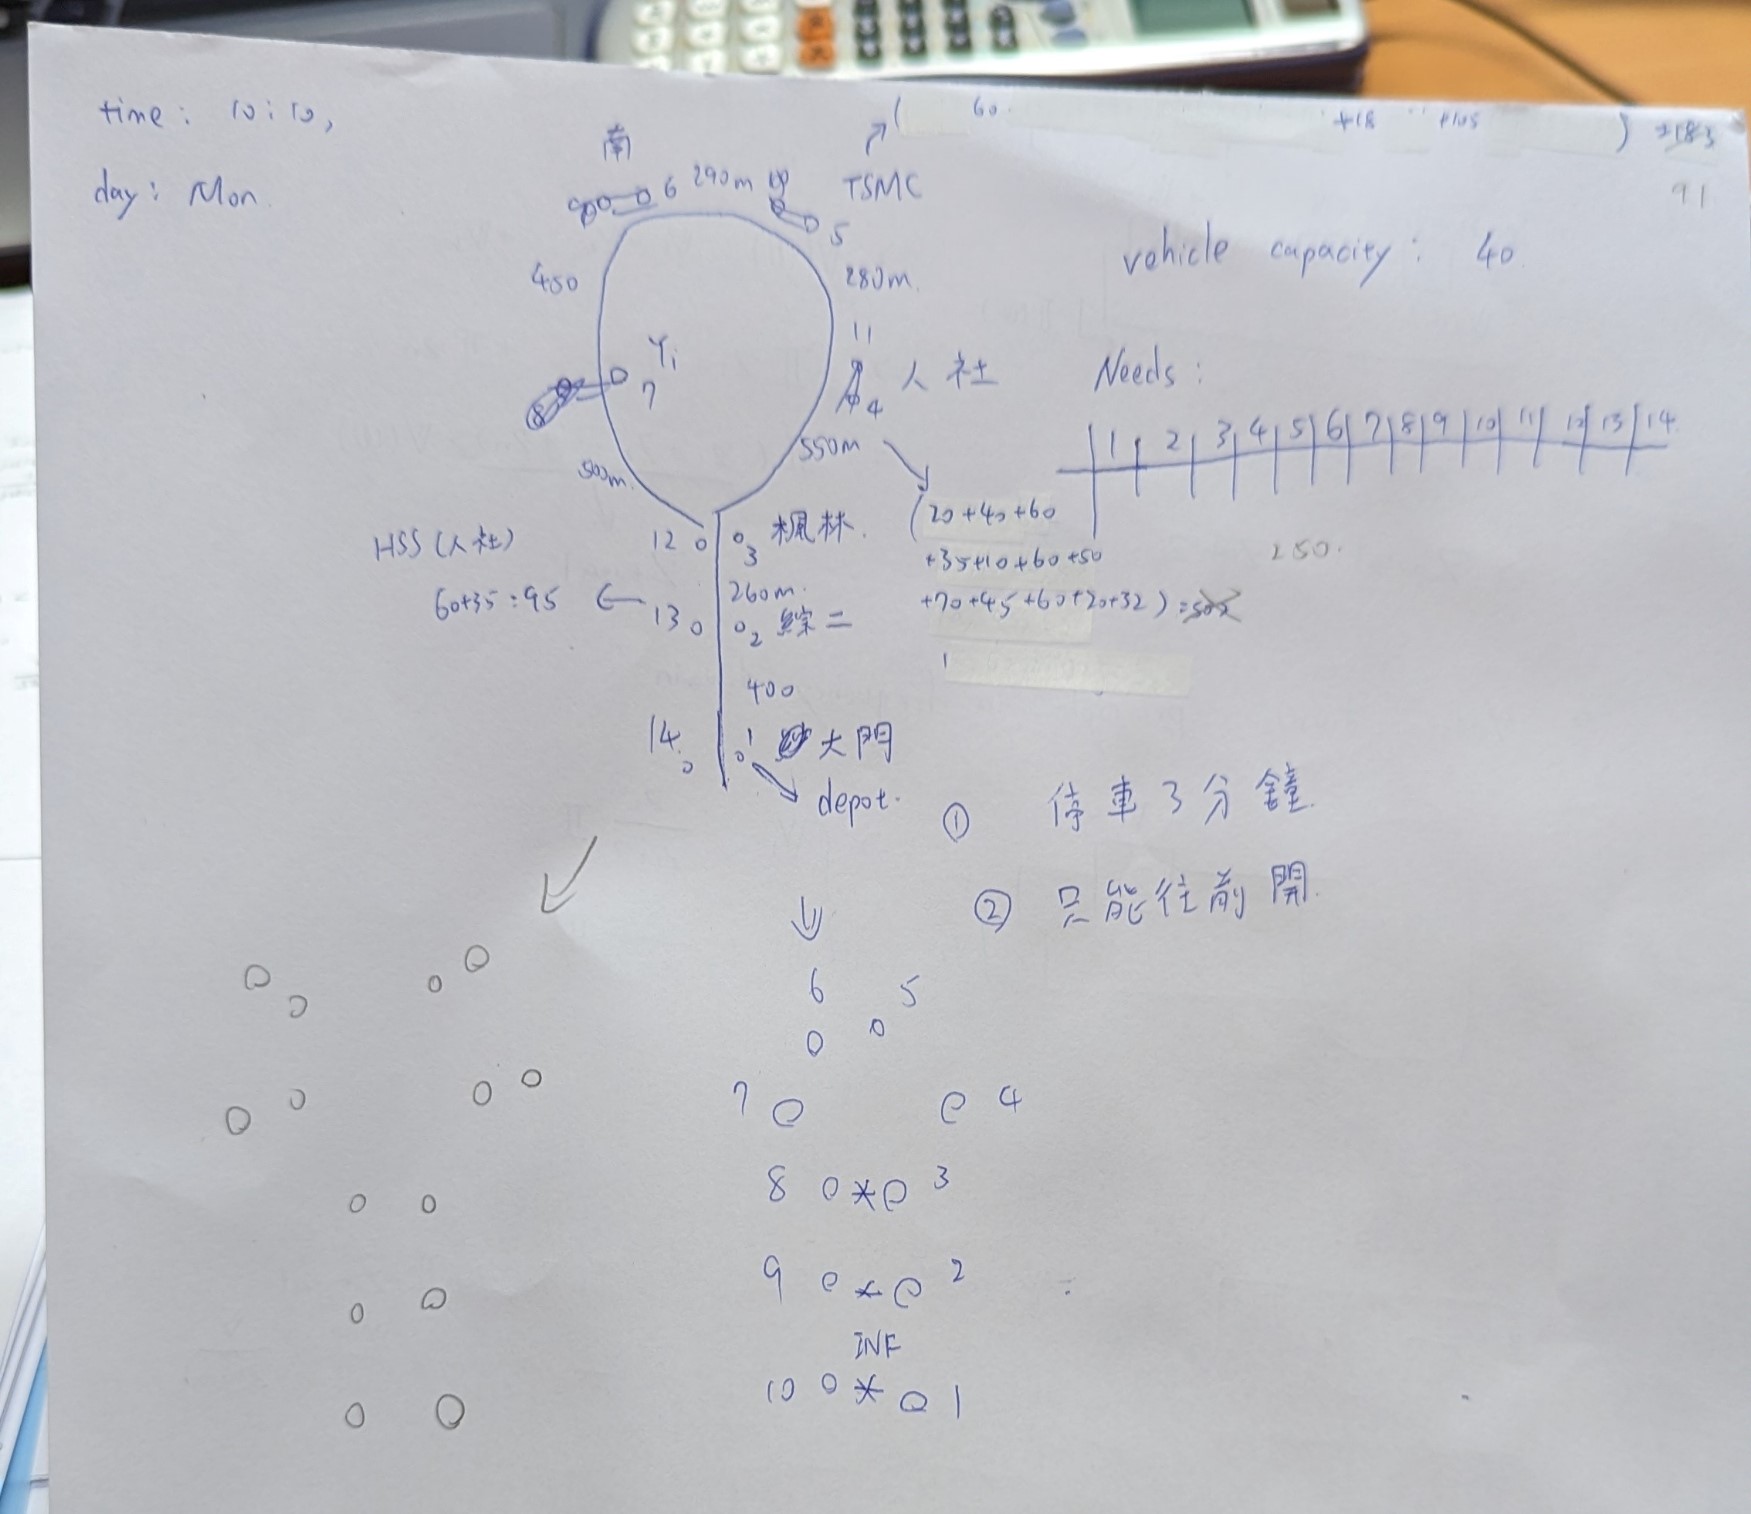 time: 10:10,
day: Mon.
南
6 290m 10
TSMC
( 60. +18 +105 ) =183
91
5
450
280m.
vehicle capacity: 40.
Yi
7
8
11
人社
4
Needs:
1 2 3 4 5 6 7 8 9 10 11 12 13 14
250.
500m.
550m
(20+40+60
+35+10+60+50
+70+45+60+20+32)=
HSS (人社)
12 3 楓林.
260m.
60+35=95 ← 13 2 綜二
400
14. 1 大門
depot.
① 停車3分鐘.
② 只能往前開.
6 5
7 4
8 * 3
9 * 2
INF
10 * 1